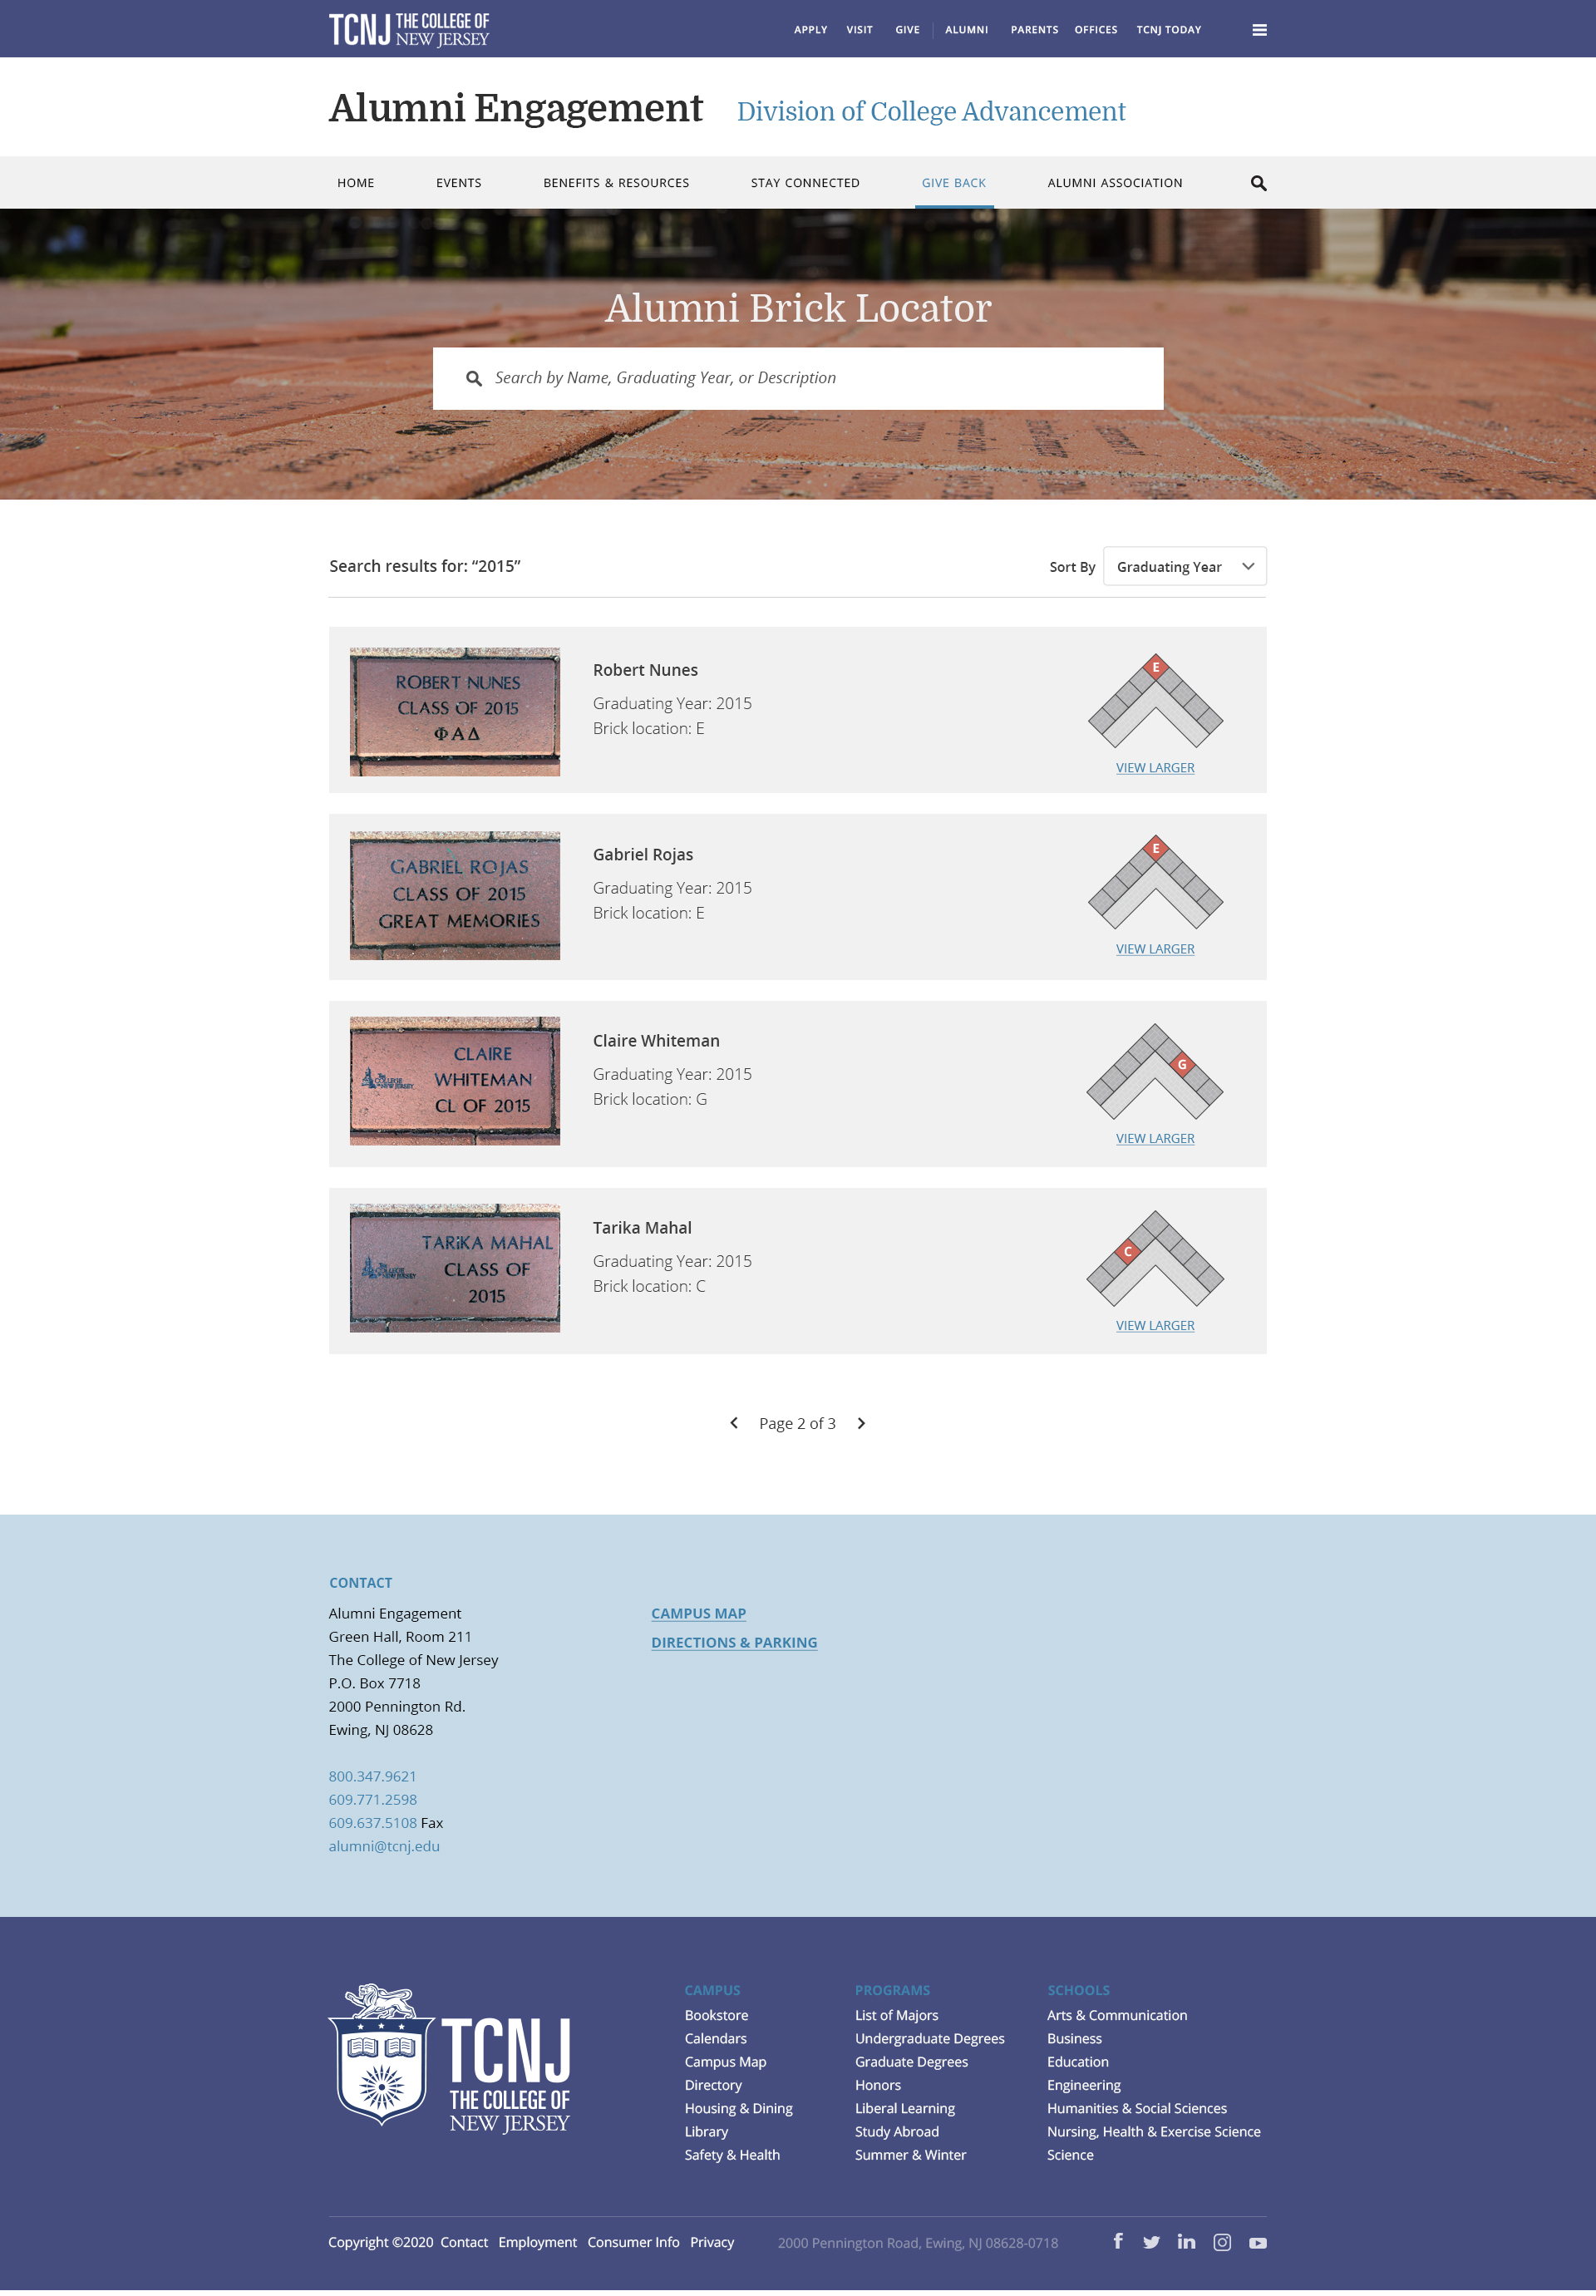 TCNJ THE COLLEGE OF NEW JERSEY
APPLY VISIT GIVE ALUMNI PARENTS OFFICES TCNJ TODAY
Alumni Engagement Division of College Advancement
HOME EVENTS BENEFITS & RESOURCES STAY CONNECTED GIVE BACK ALUMNI ASSOCIATION
Alumni Brick Locator
Search by Name, Graduating Year, or Description
Search results for: “2015”
Sort By Graduating Year
ROBERT NUNES
CLASS OF 2015
ΦΑΔ
Robert Nunes
Graduating Year: 2015
Brick location: E
E
VIEW LARGER
GABRIEL ROJAS
CLASS OF 2015
GREAT MEMORIES
Gabriel Rojas
Graduating Year: 2015
Brick location: E
E
VIEW LARGER
CLAIRE
WHITEMAN
CL OF 2015
Claire Whiteman
Graduating Year: 2015
Brick location: G
G
VIEW LARGER
TARiKA MAHAL
CLASS OF
2015
Tarika Mahal
Graduating Year: 2015
Brick location: C
C
VIEW LARGER
Page 2 of 3
CONTACT
Alumni Engagement
Green Hall, Room 211
The College of New Jersey
P.O. Box 7718
2000 Pennington Rd.
Ewing, NJ 08628
800.347.9621
609.771.2598
609.637.5108 Fax
alumni@tcnj.edu
CAMPUS MAP
DIRECTIONS & PARKING
TCNJ
THE COLLEGE OF
NEW JERSEY
CAMPUS
Bookstore
Calendars
Campus Map
Directory
Housing & Dining
Library
Safety & Health
PROGRAMS
List of Majors
Undergraduate Degrees
Graduate Degrees
Honors
Liberal Learning
Study Abroad
Summer & Winter
SCHOOLS
Arts & Communication
Business
Education
Engineering
Humanities & Social Sciences
Nursing, Health & Exercise Science
Science
Copyright ©2020 Contact Employment Consumer Info Privacy
2000 Pennington Road, Ewing, NJ 08628-0718